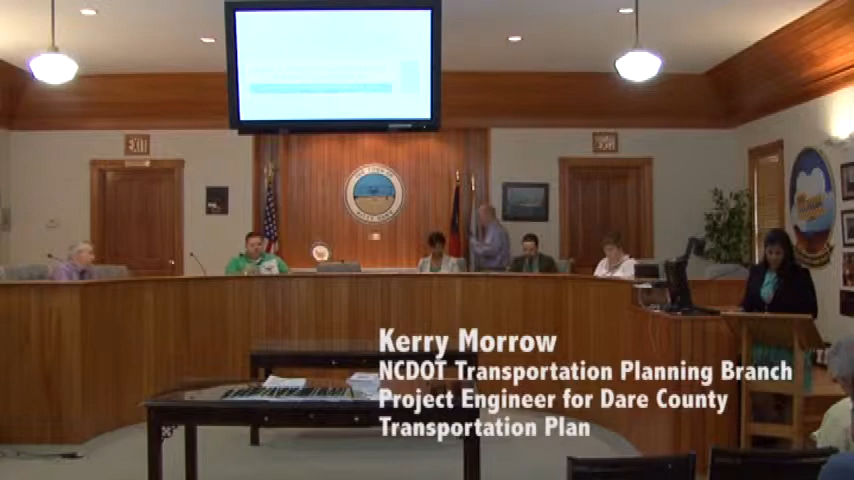 EXIT
EXIT
Kerry Morrow
NCDOT Transportation Planning Branch
Project Engineer for Dare County
Transportation Plan